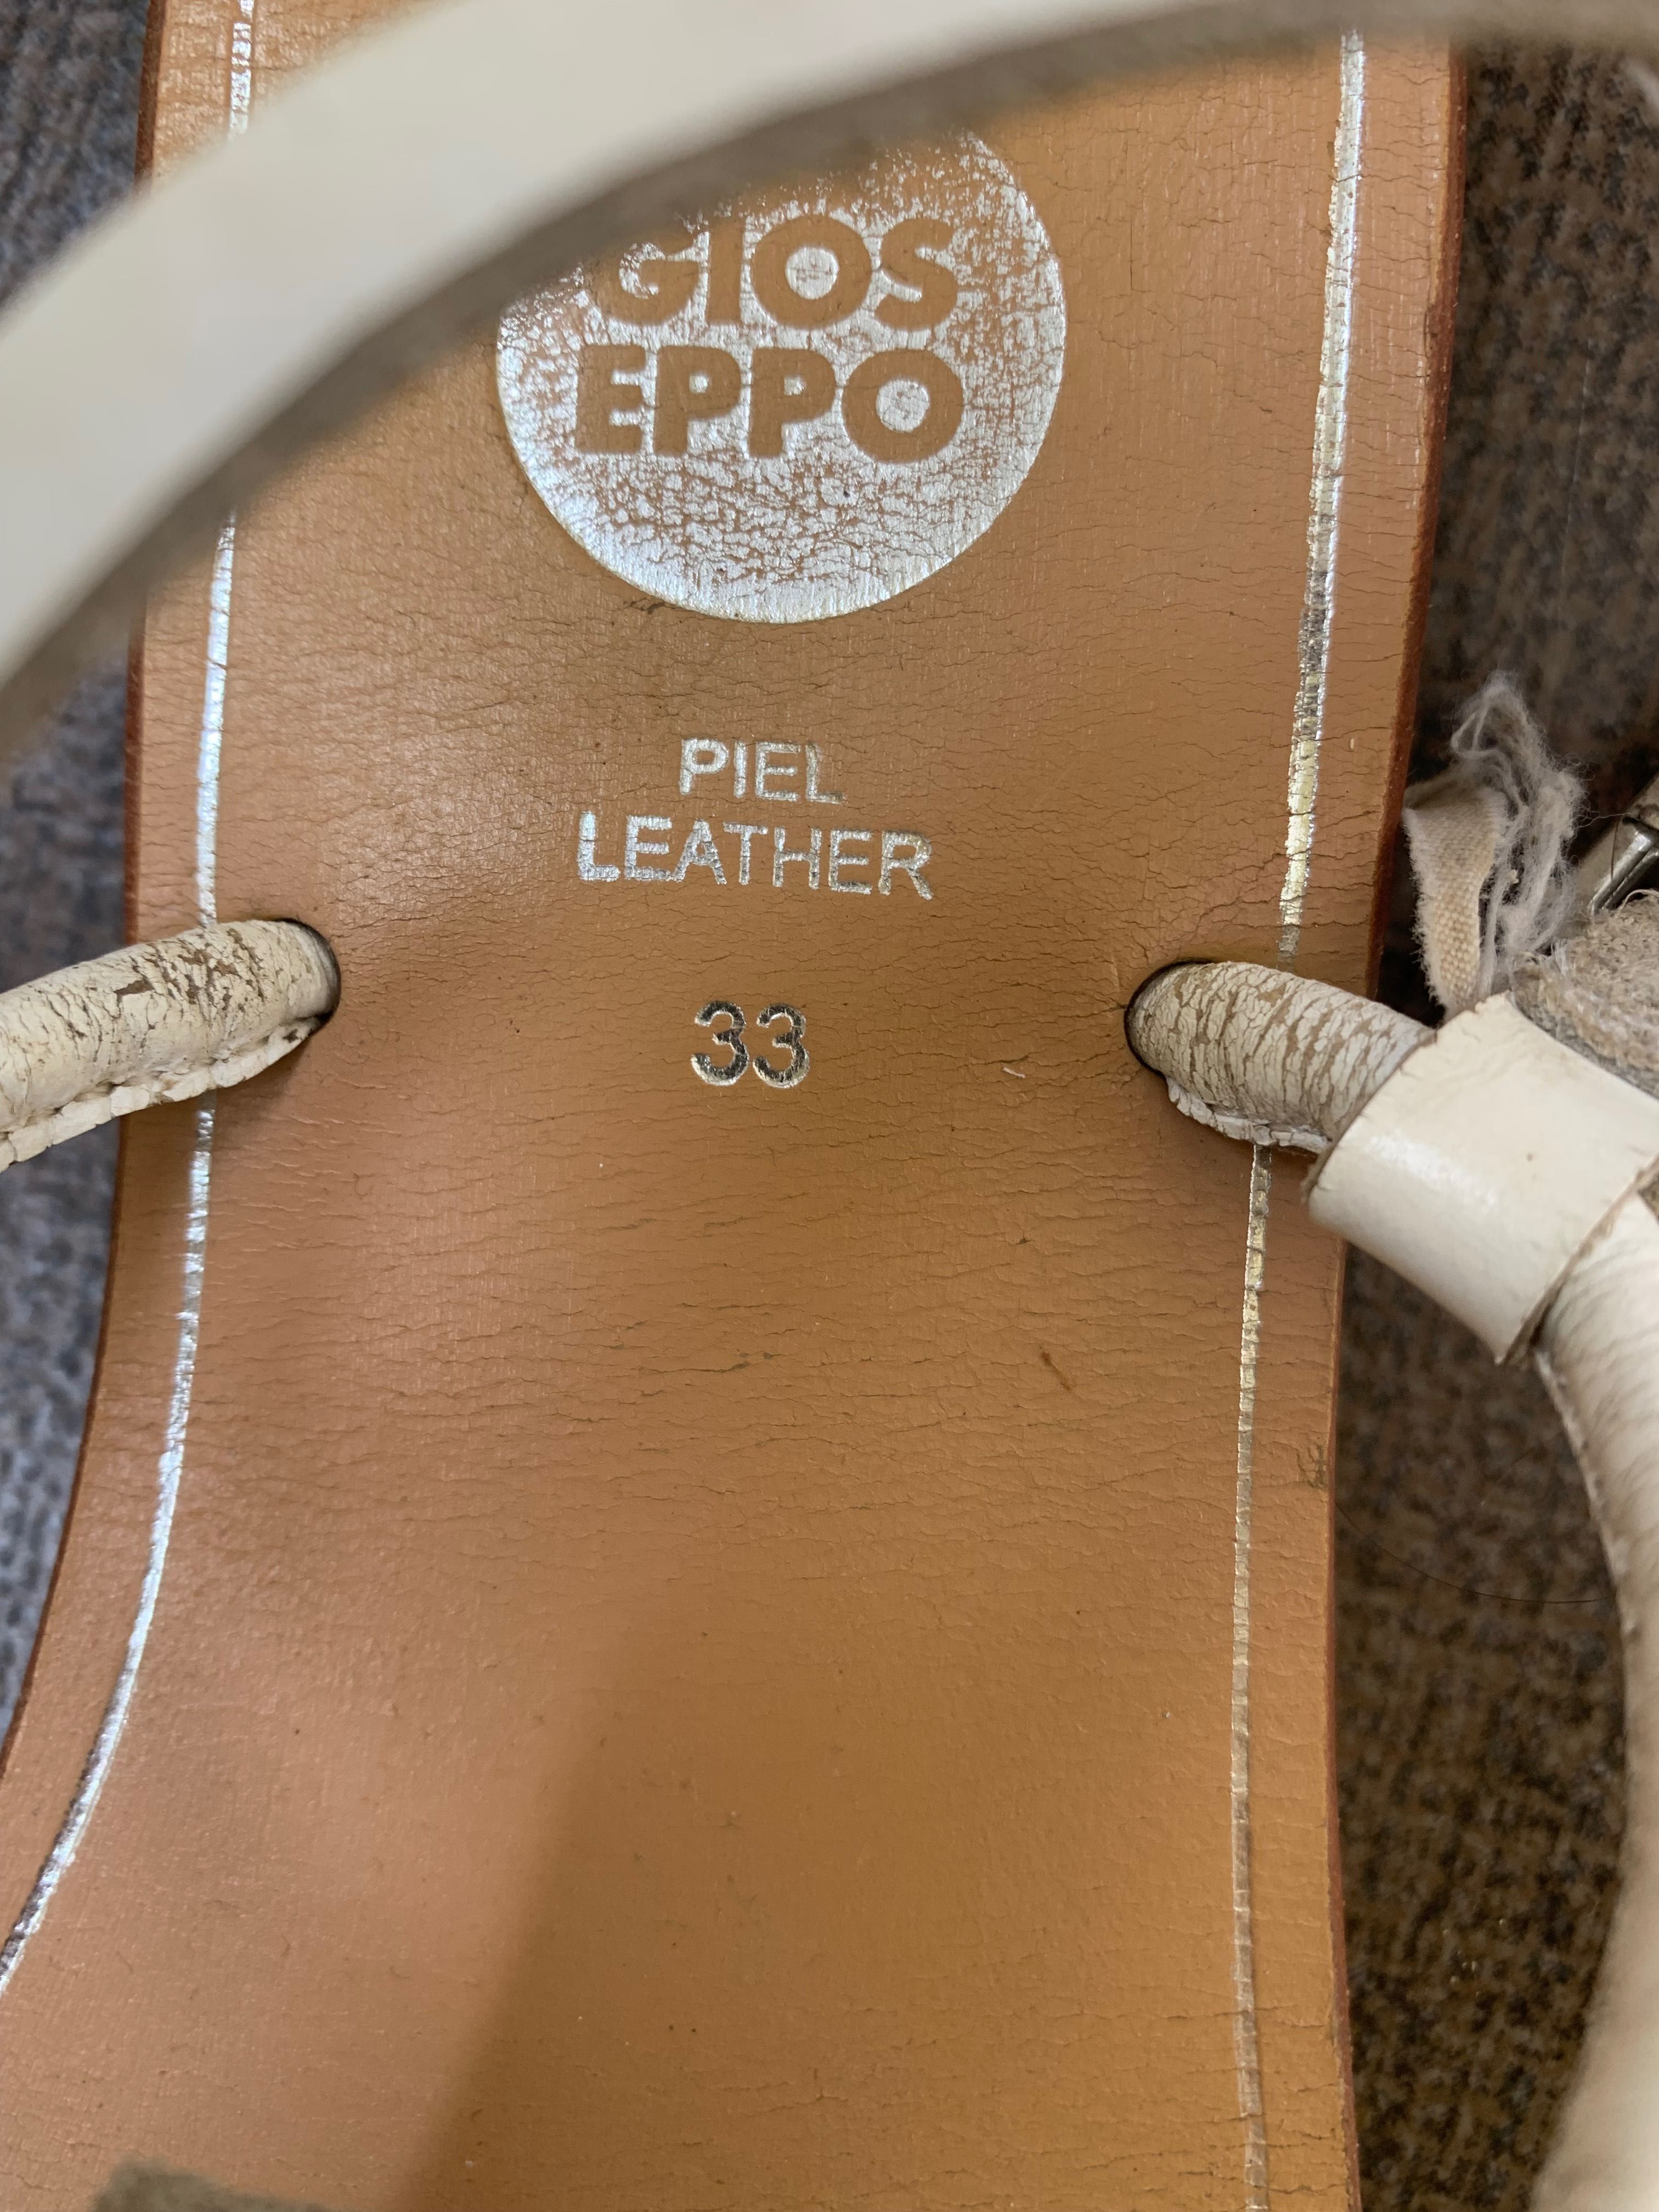 GIOS
EPPO
PIEL
LEATHER
33